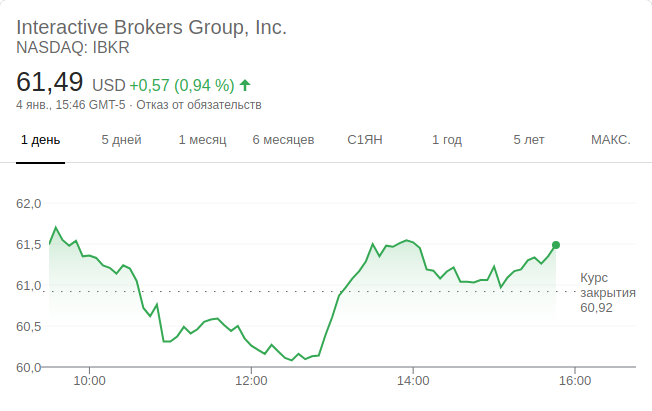 Interactive Brokers Group, Inc.
NASDAQ: IBKR
61,49 USD +0,57 (0,94 %)
4 янв., 15:46 GMT-5 · Отказ от обязательств
1 день 5 дней 1 месяц 6 месяцев С1ЯН 1 год 5 лет МАКС.
62,0
61,5
61,0
60,5
60,0
Курс
закрытия
60,92
10:00 12:00 14:00 16:00